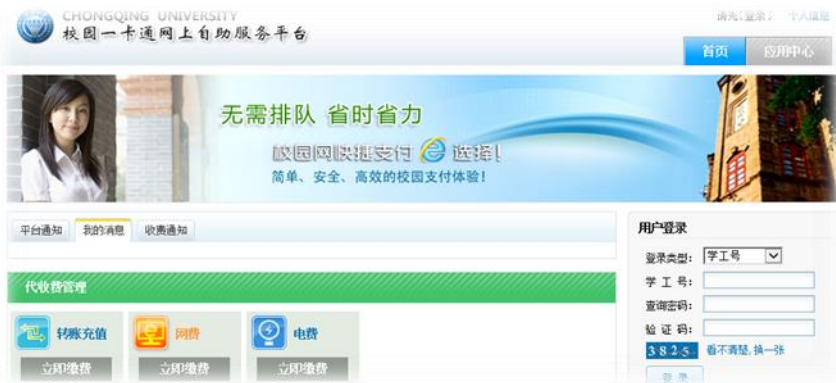 CHONGQING UNIVERSITY
校园一卡通网上自助服务平台
请先(登录) 个人信息
首页 应用中心
无需排队 省时省力
校园网快捷支付 选择!
简单、安全、高效的校园支付体验!
平台通知 我的消息 收费通知
用户登录
登录类型: 学工号
学 工 号:
查询密码:
验 证 码:
3825 看不清楚,换一张
登 录
代收费管理
转账充值 网费 电费
立即缴费 立即缴费 立即缴费